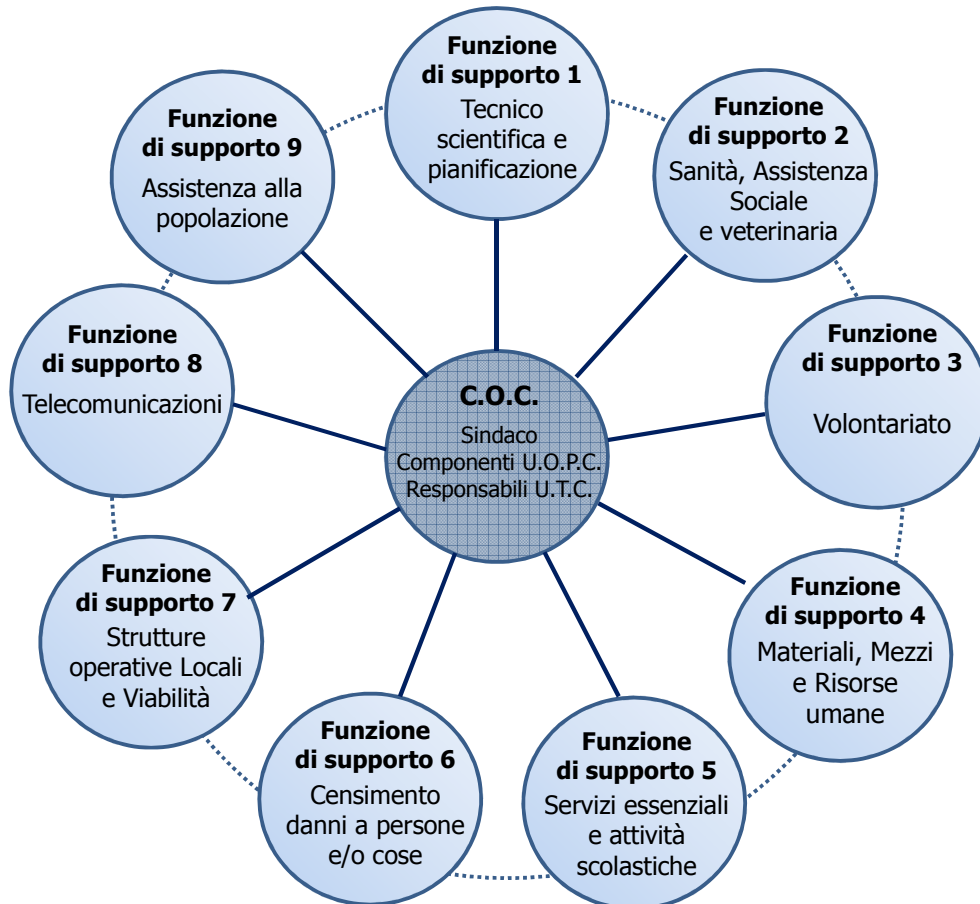 Funzione
di supporto 1
Tecnico
scientifica e
pianificazione
Funzione
di supporto 2
Sanità, Assistenza
Sociale
e veterinaria
Funzione
di supporto 3
Volontariato
Funzione
di supporto 4
Materiali, Mezzi
e Risorse
umane
Funzione
di supporto 5
Servizi essenziali
e attività
scolastiche
Funzione
di supporto 6
Censimento
danni a persone
e/o cose
Funzione
di supporto 7
Strutture
operative Locali
e Viabilità
Funzione
di supporto 8
Telecomunicazioni
Funzione
di supporto 9
Assistenza alla
popolazione
C.O.C.
Sindaco
Componenti U.O.P.C.
Responsabili U.T.C.